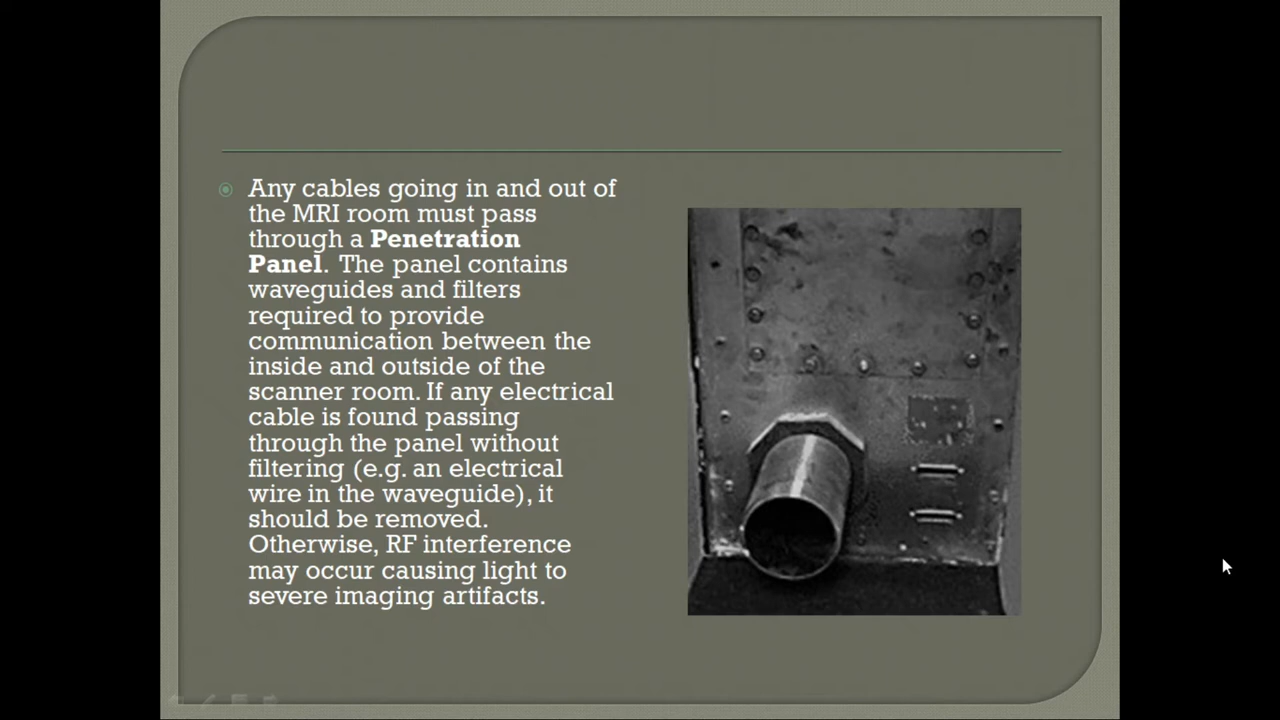 Any cables going in and out of
the MRI room must pass
through a Penetration
Panel. The panel contains
waveguides and filters
required to provide
communication between the
inside and outside of the
scanner room. If any electrical
cable is found passing
through the panel without
filtering (e.g. an electrical
wire in the waveguide), it
should be removed.
Otherwise, RF interference
may occur causing light to
severe imaging artifacts.